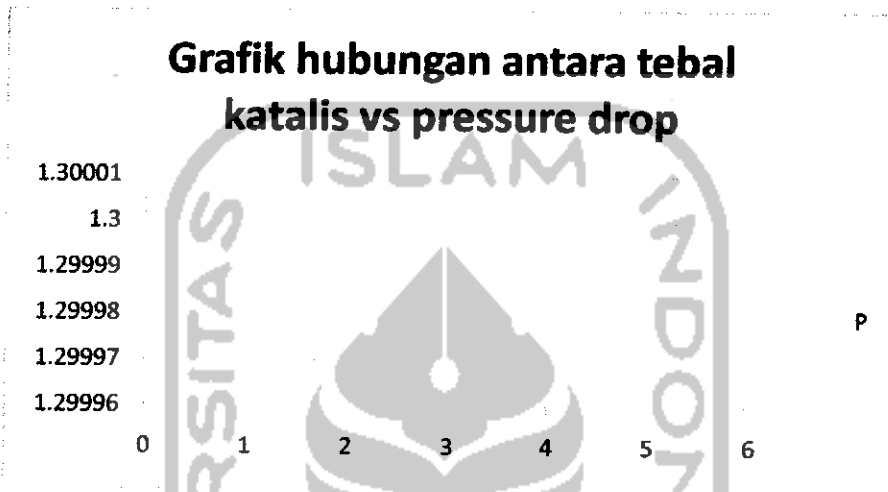 Grafik hubungan antara tebal
katalis vs pressure drop
ISLAM
1.30001
1.3
1.29999
1.29998
1.29997
1.29996
P
0 1 2 3 4 5 6